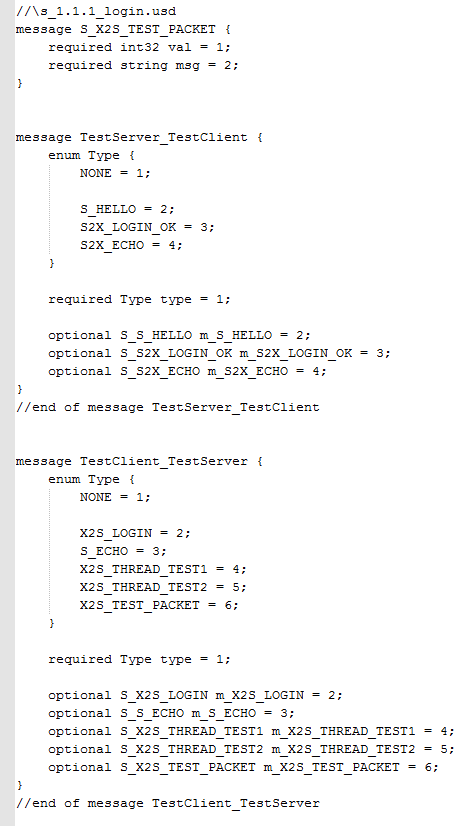 //\s_1.1.1_login.usd
message S_X2S_TEST_PACKET {
    required int32 val = 1;
    required string msg = 2;
}
message TestServer_TestClient {
    enum Type {
        NONE = 1;
        S_HELLO = 2;
        S2X_LOGIN_OK = 3;
        S2X_ECHO = 4;
    }
    required Type type = 1;
    optional S_S_HELLO m_S_HELLO = 2;
    optional S_S2X_LOGIN_OK m_S2X_LOGIN_OK = 3;
    optional S_S2X_ECHO m_S2X_ECHO = 4;
}
//end of message TestServer_TestClient
message TestClient_TestServer {
    enum Type {
        NONE = 1;
        X2S_LOGIN = 2;
        S_ECHO = 3;
        X2S_THREAD_TEST1 = 4;
        X2S_THREAD_TEST2 = 5;
        X2S_TEST_PACKET = 6;
    }
    required Type type = 1;
    optional S_X2S_LOGIN m_X2S_LOGIN = 2;
    optional S_S_ECHO m_S_ECHO = 3;
    optional S_X2S_THREAD_TEST1 m_X2S_THREAD_TEST1 = 4;
    optional S_X2S_THREAD_TEST2 m_X2S_THREAD_TEST2 = 5;
    optional S_X2S_TEST_PACKET m_X2S_TEST_PACKET = 6;
}
//end of message TestClient_TestServer